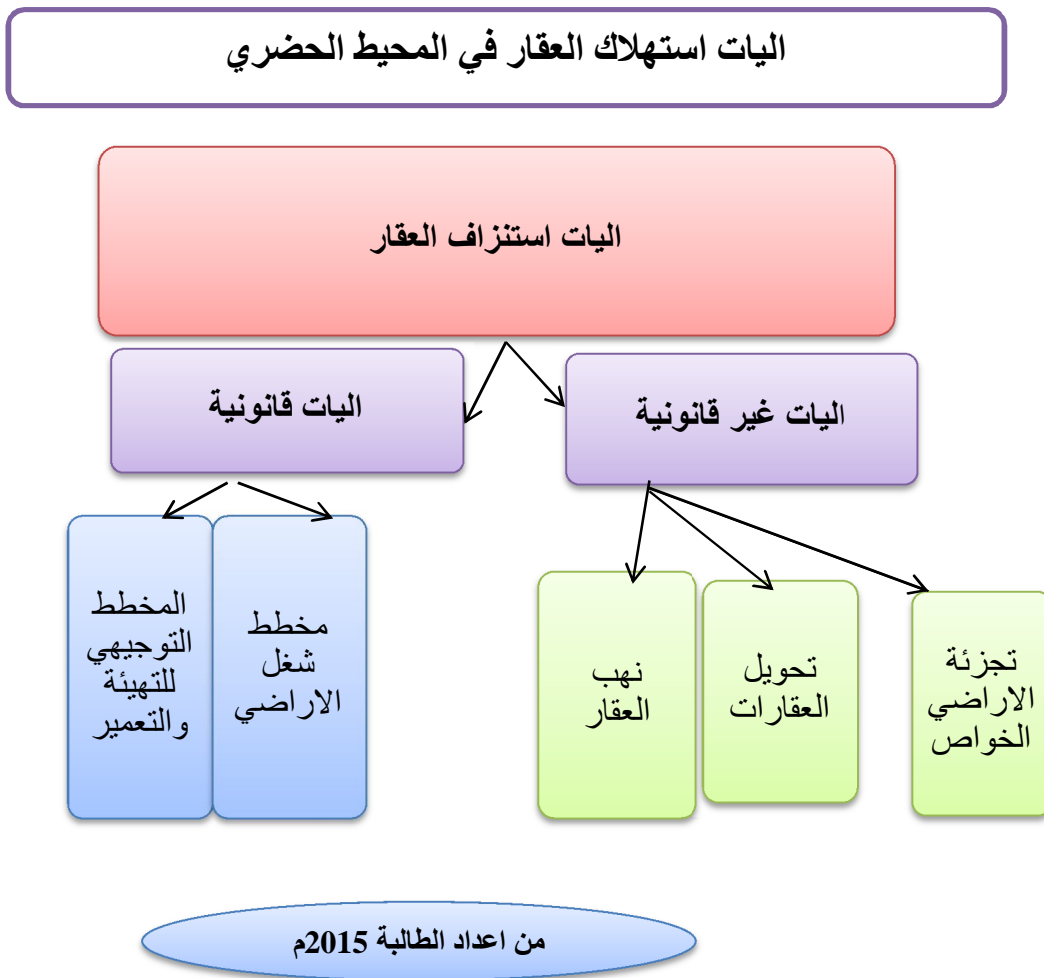 اليات استهلاك العقار في المحيط الحضري
اليات استنزاف العقار
اليات غير قانونية
اليات قانونية
تجزئة
الاراضي
الخواص
تحويل
العقارات
نهب
العقار
مخطط
شغل
الاراضي
المخطط
التوجيهي
للتهيئة
والتعمير
من اعداد الطالبة 2015م